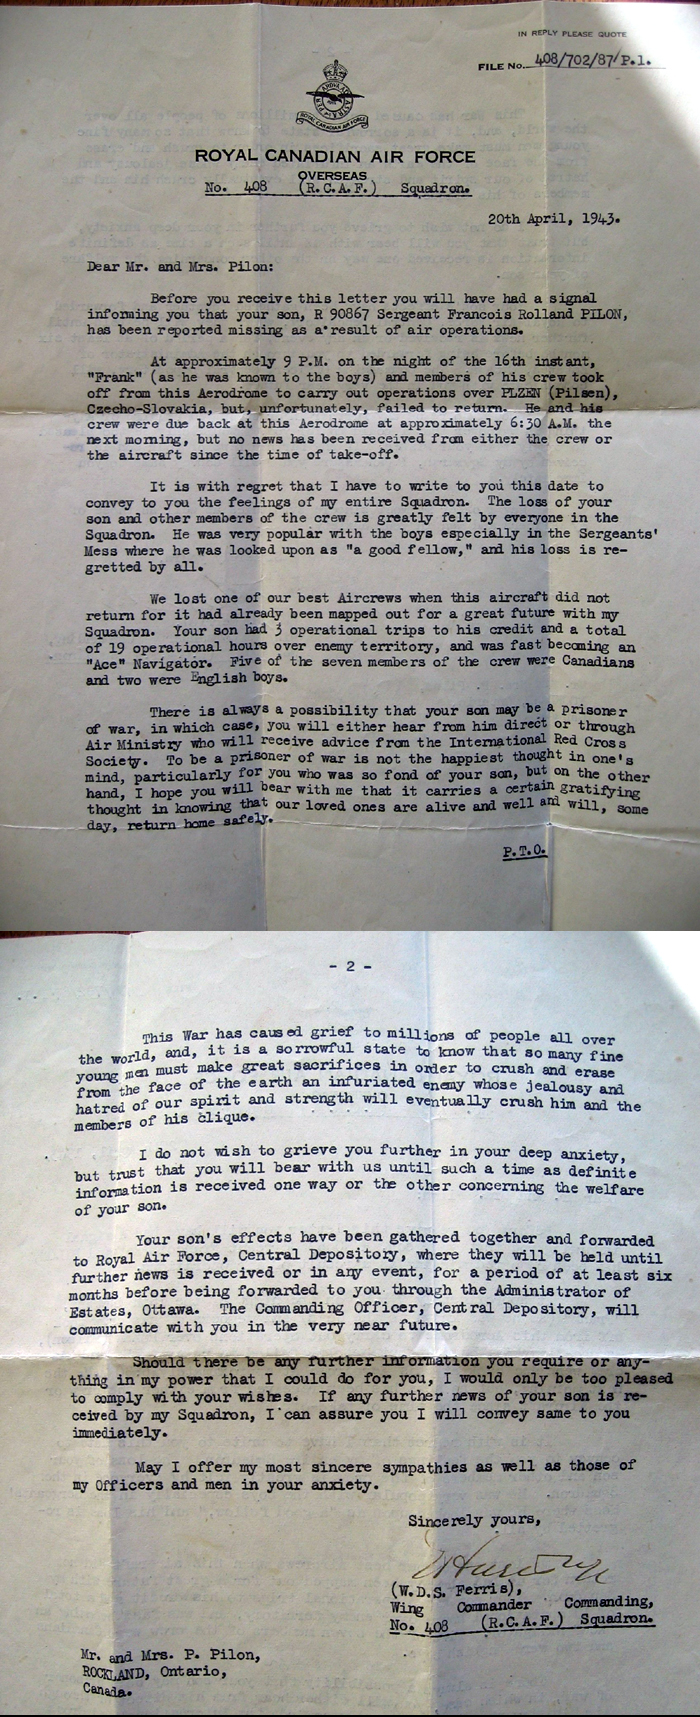 IN REPLY PLEASE QUOTE
FILE No. 408/702/87/P.1.
ROYAL CANADIAN AIR FORCE
ROYAL CANADIAN AIR FORCE
OVERSEAS
No. 408 (R.C.A.F.) Squadron.
20th April, 1943.
Dear Mr. and Mrs. Pilon:
Before you receive this letter you will have had a signal
informing you that your son, R 90867 Sergeant Francois Rolland PILON,
has been reported missing as a result of air operations.
At approximately 9 P.M. on the night of the 16th instant,
"Frank" (as he was known to the boys) and members of his crew took
off from this Aerodrome to carry out operations over PLZEN (Pilsen),
Czecho-Slovakia, but, unfortunately, failed to return. He and his
crew were due back at this Aerodrome at approximately 6:30 A.M. the
next morning, but no news has been received from either the crew or
the aircraft since the time of take-off.
It is with regret that I have to write to you this date to
convey to you the feelings of my entire Squadron. The loss of your
son and other members of the crew is greatly felt by everyone in the
Squadron. He was very popular with the boys especially in the Sergeants'
Mess where he was looked upon as "a good fellow," and his loss is re-
gretted by all.
We lost one of our best Aircrews when this aircraft did not
return for it had already been mapped out for a great future with my
Squadron. Your son had 3 operational trips to his credit and a total
of 19 operational hours over enemy territory, and was fast becoming an
"Ace" Navigator. Five of the seven members of the crew were Canadians
and two were English boys.
There is always a possibility that your son may be a prisoner
of war, in which case, you will either hear from him direct or through
Air Ministry who will receive advice from the International Red Cross
Society. To be a prisoner of war is not the happiest thought in one's
mind, particularly for you who was so fond of your son, but on the other
hand, I hope you will bear with me that it carries a certain gratifying
thought in knowing that our loved ones are alive and well and will, some
day, return home safely.
P.T.O.
- 2 -
This War has caused grief to millions of people all over
the world, and, it is a sorrowful state to know that so many fine
young men must make great sacrifices in order to crush and erase
from the face of the earth an infuriated enemy whose jealousy and
hatred of our spirit and strength will eventually crush him and the
members of his clique.
I do not wish to grieve you further in your deep anxiety,
but trust that you will bear with us until such a time as definite
information is received one way or the other concerning the welfare
of your son.
Your son's effects have been gathered together and forwarded
to Royal Air Force, Central Depository, where they will be held until
further news is received or in any event, for a period of at least six
months before being forwarded to you through the Administrator of
Estates, Ottawa. The Commanding Officer, Central Depository, will
communicate with you in the very near future.
Should there be any further information you require or any-
thing in my power that I could do for you, I would only be too pleased
to comply with your wishes. If any further news of your son is re-
ceived by my Squadron, I can assure you I will convey same to you
immediately.
May I offer my most sincere sympathies as well as those of
my Officers and men in your anxiety.
Sincerely yours,
(W.D.S. Ferris),
Wing Commander Commanding,
No. 408 (R.C.A.F.) Squadron.
Mr. and Mrs. P. Pilon,
ROCKLAND, Ontario,
Canada.